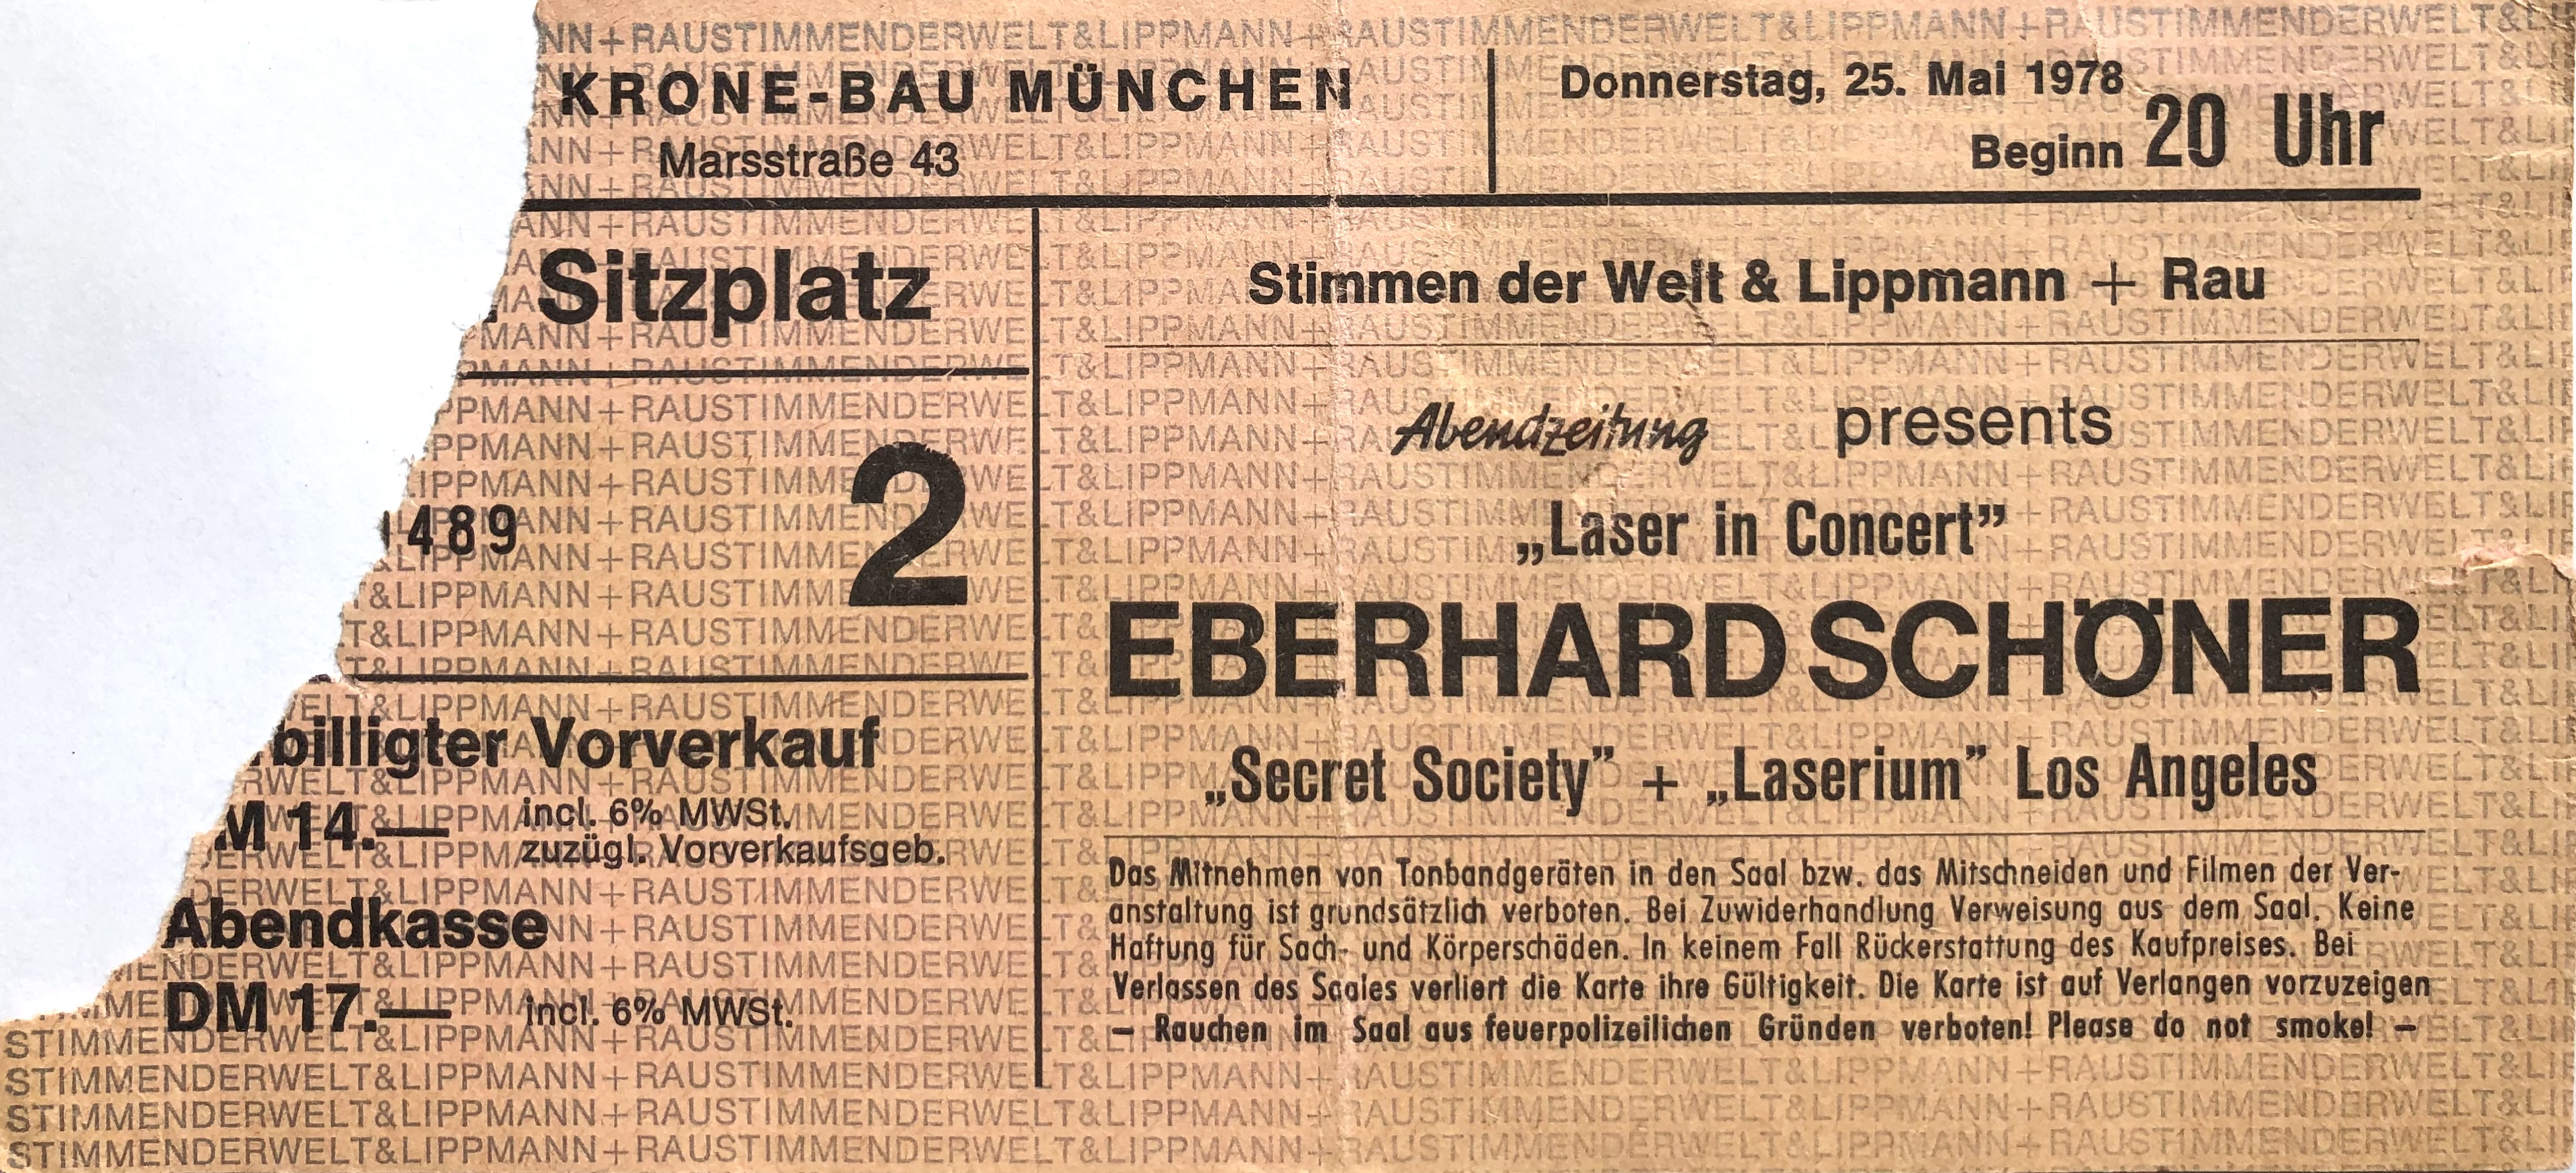 KRONE-BAU MÜNCHEN
Marsstraße 43
Donnerstag, 25. Mai 1978
Beginn 20 Uhr
Sitzplatz
489
2
billigter Vorverkauf
M 14.— incl. 6% MWSt.
zuzügl. Vorverkaufsgeb.
Abendkasse
DM 17.— incl. 6% MWSt.
Stimmen der Welt & Lippmann + Rau
Abendzeitung presents
„Laser in Concert”
EBERHARD SCHÖNER
„Secret Society” + „Laserium” Los Angeles
Das Mitnehmen von Tonbandgeräten in den Saal bzw. das Mitschneiden und Filmen der Ver-
anstaltung ist grundsätzlich verboten. Bei Zuwiderhandlung Verweisung aus dem Saal. Keine
Haftung für Sach- und Körperschäden. In keinem Fall Rückerstattung des Kaufpreises. Bei
Verlassen des Saales verliert die Karte ihre Gültigkeit. Die Karte ist auf Verlangen vorzuzeigen
— Rauchen im Saal aus feuerpolizeilichen Gründen verboten! Please do not smoke! —
STIMMENDERWELT&LIPPMANN+RAUSTIMMENDERWELT&LIPPMANN+RAUSTIMMENDERWELT&LIPPMANN+RAUSTIMMENDERWELT&LI